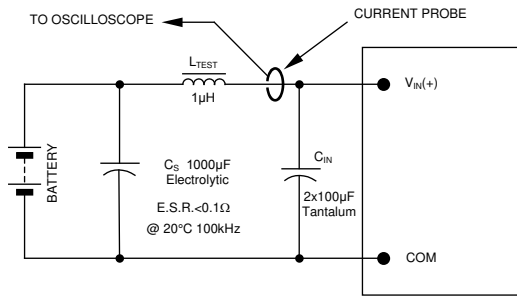 TO OSCILLOSCOPE
CURRENT PROBE
LTEST
1µH
VIN(+)
BATTERY
CS 1000µF
Electrolytic
E.S.R.<0.1Ω
@ 20°C 100kHz
CIN
2x100µF
Tantalum
COM